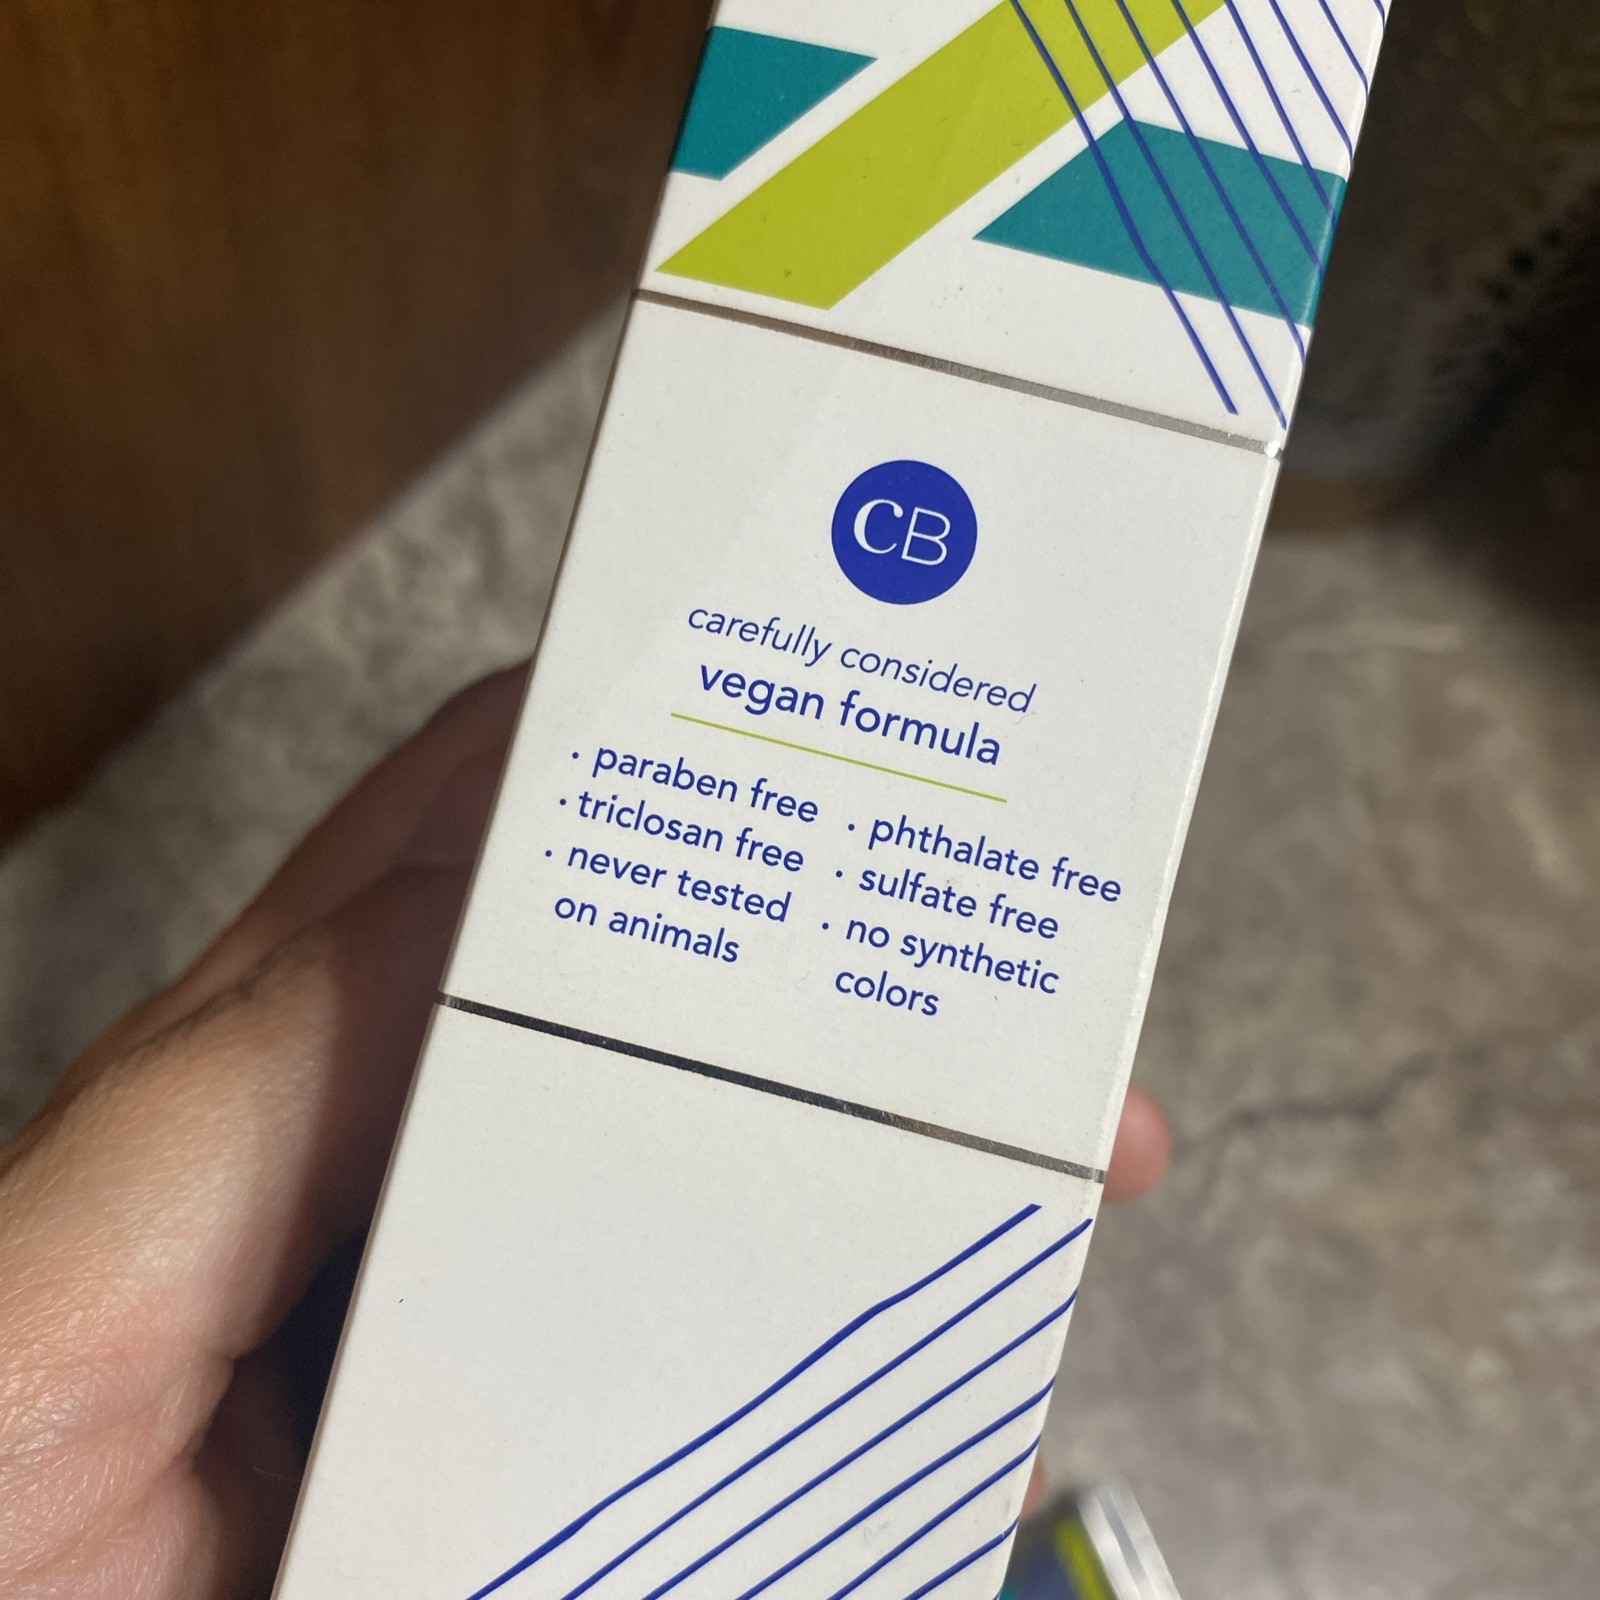 CB
carefully considered
vegan formula
· paraben free
· triclosan free
· never tested
on animals
· phthalate free
· sulfate free
· no synthetic
colors